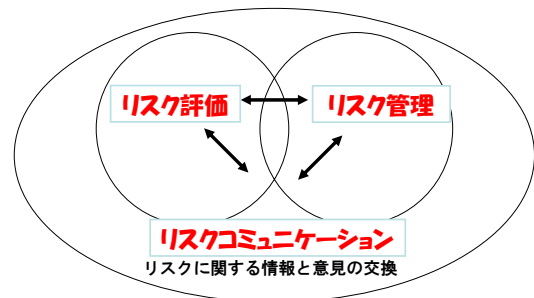 リスク評価
リスク管理
リスクコミュニケーション
リスクに関する情報と意見の交換